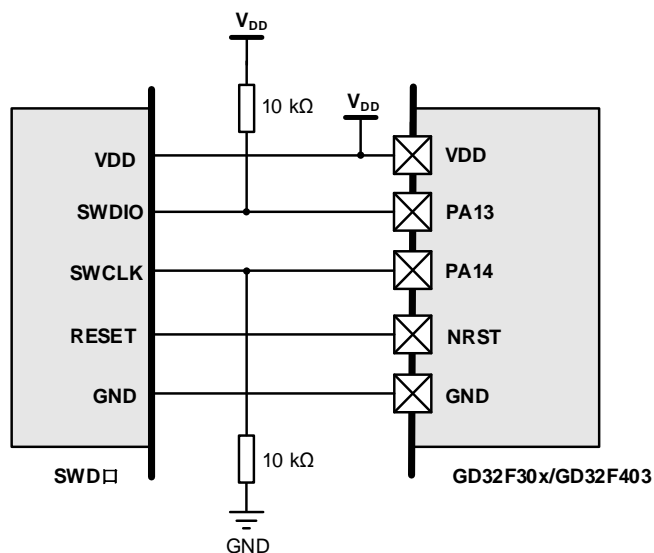 VDD
10 kΩ
VDD
VDD
VDD
SWDIO
PA13
SWCLK
PA14
RESET
NRST
GND
GND
10 kΩ
SWD口
GD32F30x/GD32F403
GND